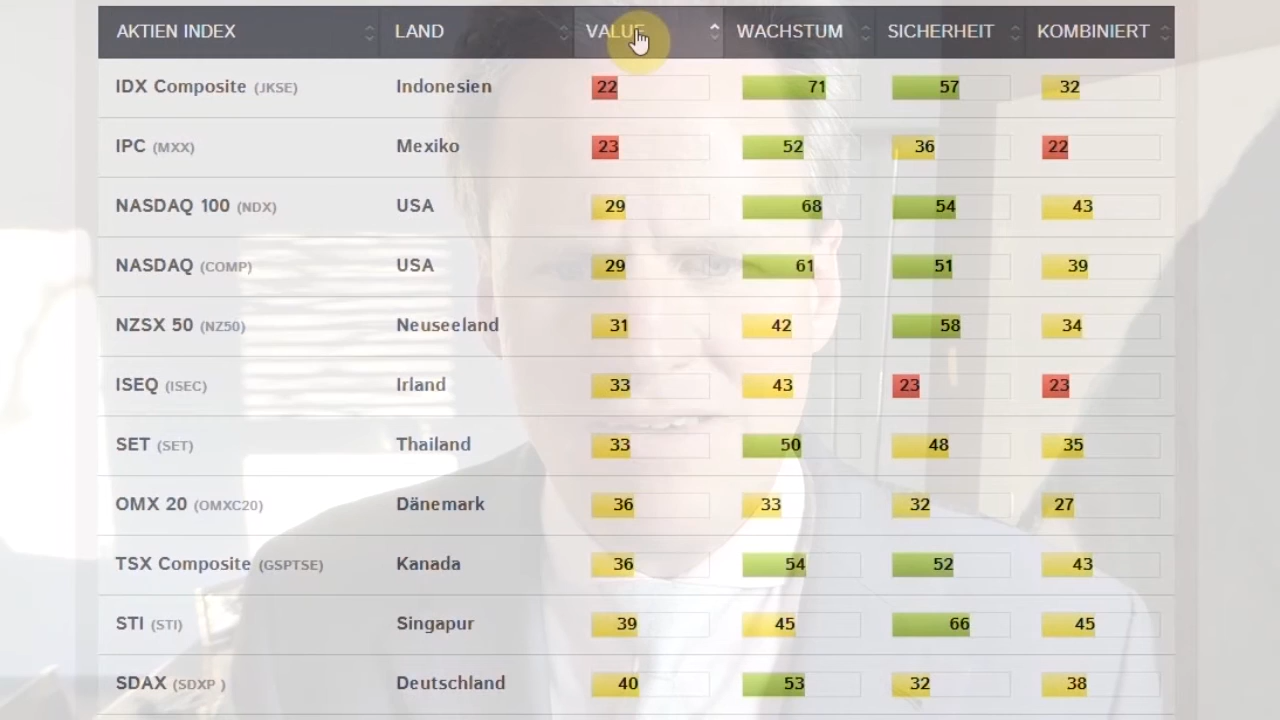 AKTIEN INDEX LAND VALUE WACHSTUM SICHERHEIT KOMBINIERT
IDX Composite (JKSE) Indonesien 22 71 57 32
IPC (MXX) Mexiko 23 52 36 22
NASDAQ 100 (NDX) USA 29 68 54 43
NASDAQ (COMP) USA 29 61 51 39
NZSX 50 (NZ50) Neuseeland 31 42 58 34
ISEQ (ISEC) Irland 33 43 23 23
SET (SET) Thailand 33 50 48 35
OMX 20 (OMXC20) Dänemark 36 33 32 27
TSX Composite (GSPTSE) Kanada 36 54 52 43
STI (STI) Singapur 39 45 66 45
SDAX (SDXP ) Deutschland 40 53 32 38